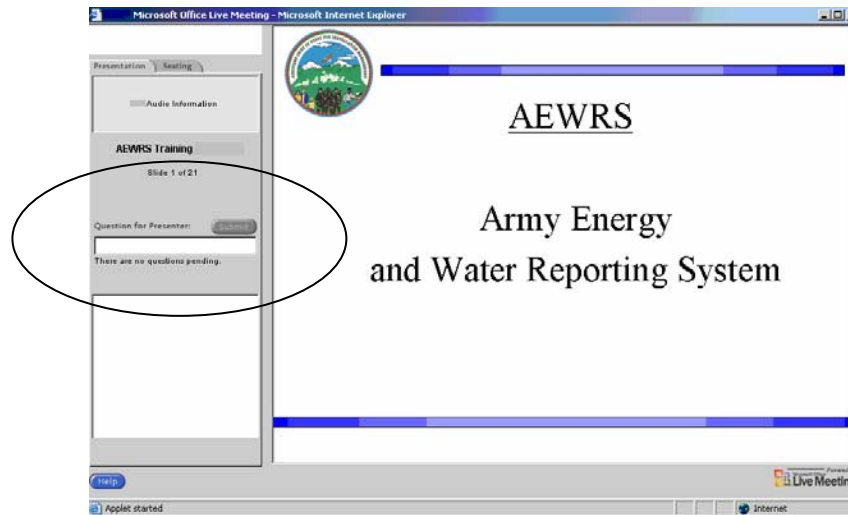 Microsoft Office Live Meeting - Microsoft Internet Explorer
Presentation Seating
Audio Information
AEWRS Training
Slide 1 of 21
Question for Presenter: Submit
There are no questions pending.
AEWRS
Army Energy
and Water Reporting System
Help
Live Meetin
Applet started
Internet